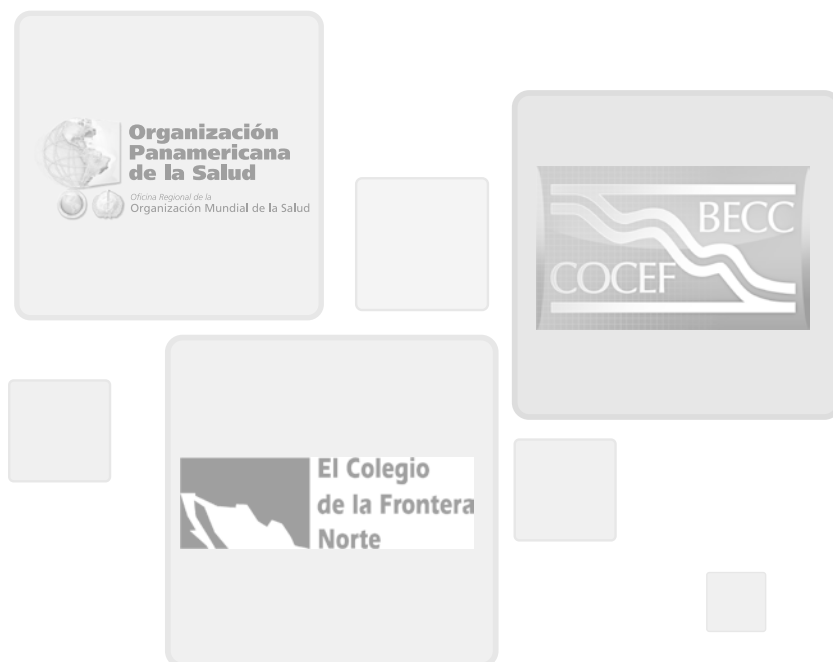 Organización
Panamericana
de la Salud
Oficina Regional de la
Organización Mundial de la Salud
BECC
COCEF
El Colegio
de la Frontera
Norte